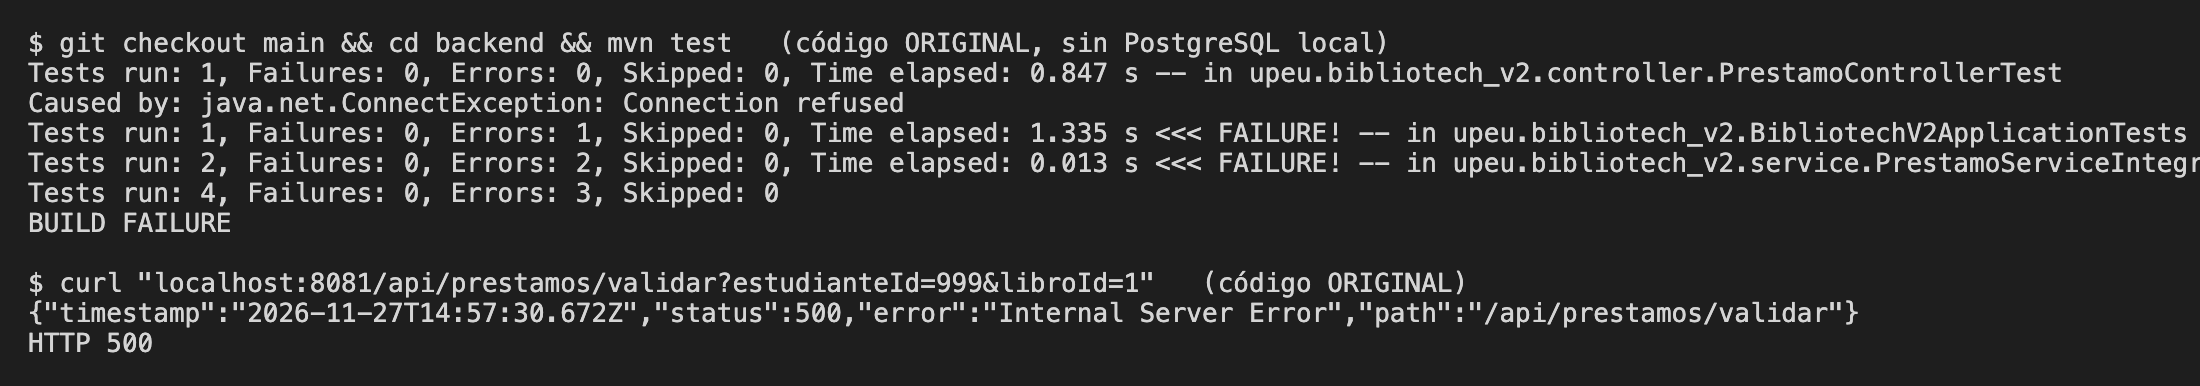 $ git checkout main && cd backend && mvn test   (código ORIGINAL, sin PostgreSQL local)
Tests run: 1, Failures: 0, Errors: 0, Skipped: 0, Time elapsed: 0.847 s -- in upeu.bibliotech_v2.controller.PrestamoControllerTest
Caused by: java.net.ConnectException: Connection refused
Tests run: 1, Failures: 0, Errors: 1, Skipped: 0, Time elapsed: 1.335 s <<< FAILURE! -- in upeu.bibliotech_v2.BibliotechV2ApplicationTests
Tests run: 2, Failures: 0, Errors: 2, Skipped: 0, Time elapsed: 0.013 s <<< FAILURE! -- in upeu.bibliotech_v2.service.PrestamoServiceIntegr
Tests run: 4, Failures: 0, Errors: 3, Skipped: 0
BUILD FAILURE
$ curl "localhost:8081/api/prestamos/validar?estudianteId=999&libroId=1"   (código ORIGINAL)
{"timestamp":"2026-11-27T14:57:30.672Z","status":500,"error":"Internal Server Error","path":"/api/prestamos/validar"}
HTTP 500